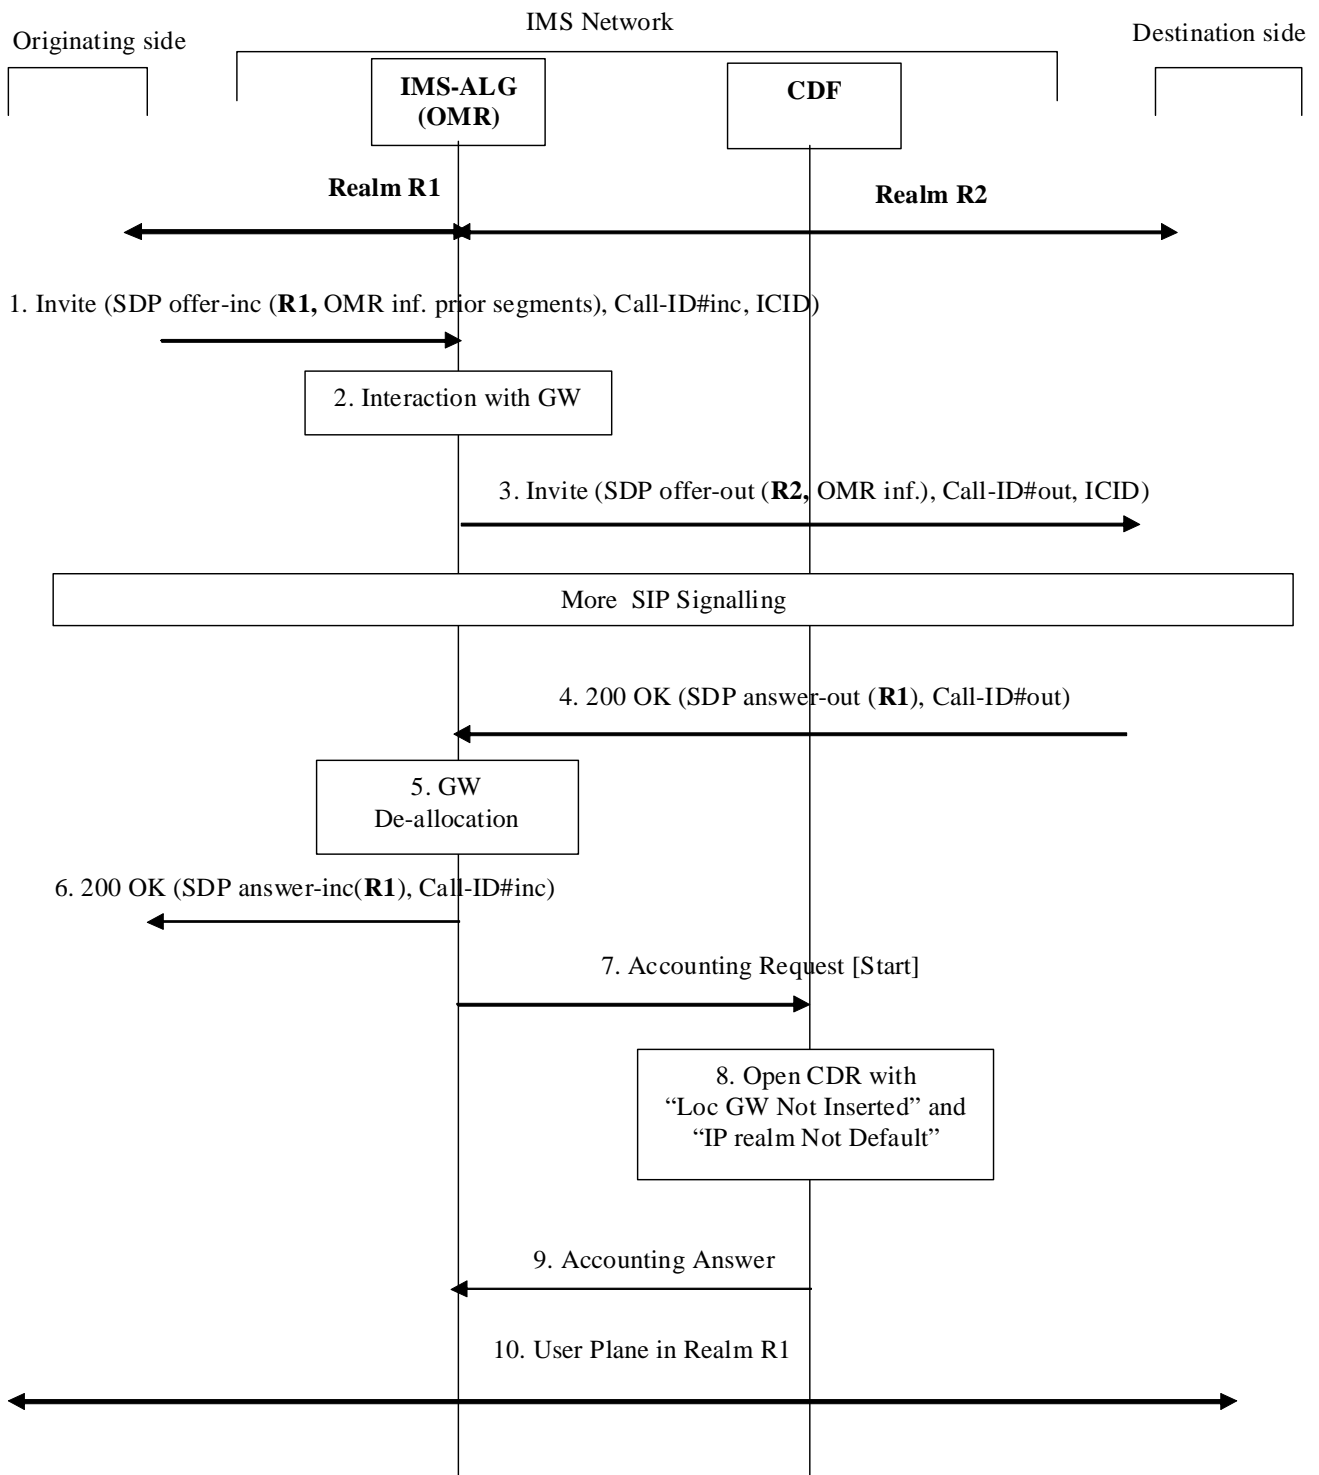 IMS Network
Originating side
Destination side
IMS-ALG
(OMR)
CDF
Realm R1
Realm R2
1. Invite (SDP offer-inc (R1, OMR inf. prior segments), Call-ID#inc, ICID)
2. Interaction with GW
3. Invite (SDP offer-out (R2, OMR inf.), Call-ID#out, ICID)
More SIP Signalling
4. 200 OK (SDP answer-out (R1), Call-ID#out)
5. GW
De-allocation
6. 200 OK (SDP answer-inc(R1), Call-ID#inc)
7. Accounting Request [Start]
8. Open CDR with
“Loc GW Not Inserted” and
“IP realm Not Default”
9. Accounting Answer
10. User Plane in Realm R1